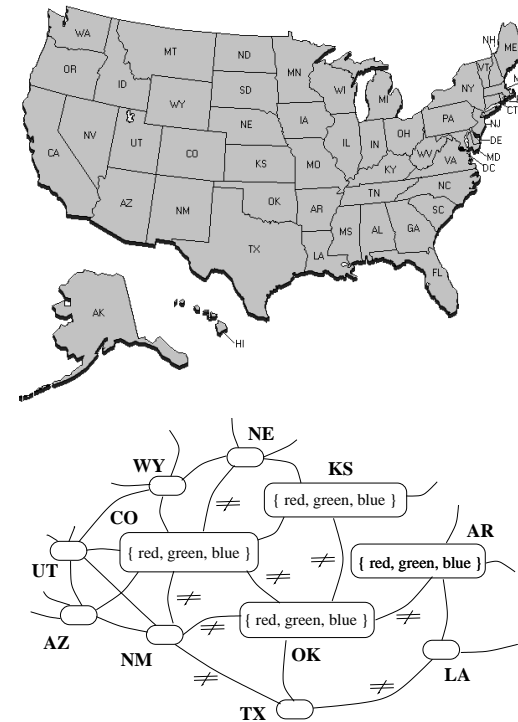 WA
MT
ND
MN
NH
VT
ME
OR
ID
SD
WI
MI
NY
WY
NE
IA
PA
CT
NJ
NV
UT
CO
IL
IN
OH
WV
DE
MD
DC
CA
KS
MO
KY
VA
AZ
NM
OK
AR
TN
NC
SC
TX
LA
MS
AL
GA
FL
AK
HI
NE
WY
KS
{ red, green, blue }
CO
AR
{ red, green, blue }
{ red, green, blue }
UT
≠
≠
≠
≠
≠
{ red, green, blue }
≠
AZ
NM
OK
LA
≠
≠
TX